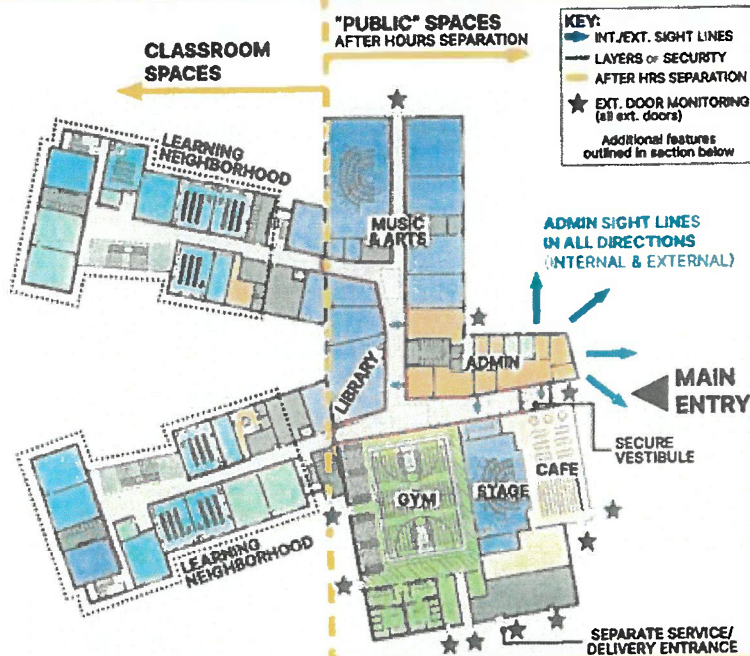 "PUBLIC" SPACES
AFTER HOURS SEPARATION
CLASSROOM
SPACES
KEY:
INT./EXT. SIGHT LINES
LAYERS OF SECURITY
AFTER HRS SEPARATION
EXT. DOOR MONITORING
(all ext. doors)
Additional features
outlined in section below
LEARNING
NEIGHBORHOOD
MUSIC
& ARTS
ADMIN SIGHT LINES
IN ALL DIRECTIONS
(INTERNAL & EXTERNAL)
ADMIN
LIBRARY
MAIN
ENTRY
SECURE
VESTIBULE
CAFE
STAGE
GYM
LEARNING
NEIGHBORHOOD
SEPARATE SERVICE/
DELIVERY ENTRANCE